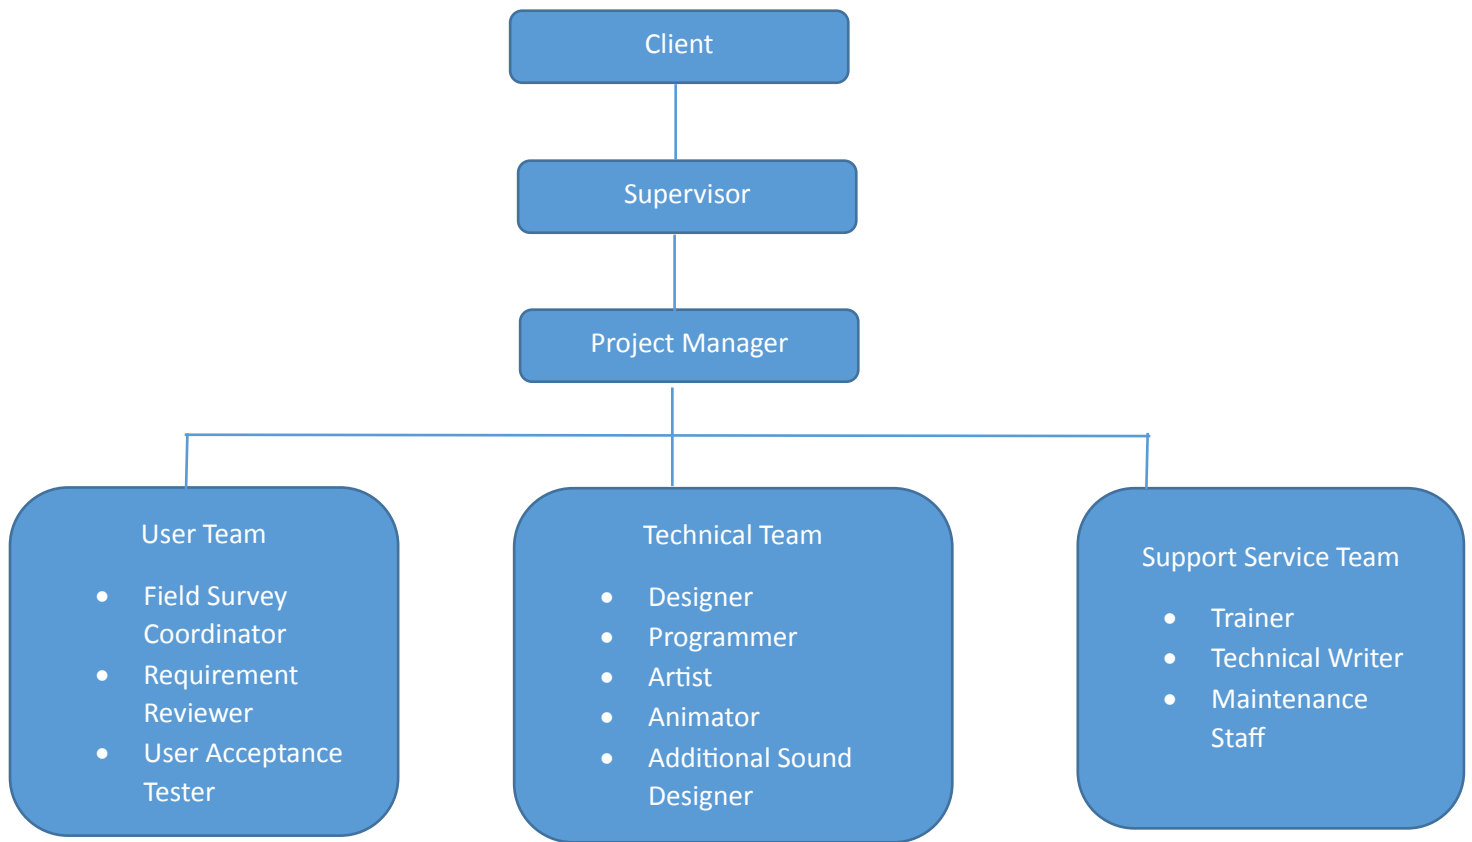 Client
Supervisor
Project Manager
User Team
• Field Survey
Coordinator
• Requirement
Reviewer
• User Acceptance
Tester
Technical Team
• Designer
• Programmer
• Artist
• Animator
• Additional Sound
Designer
Support Service Team
• Trainer
• Technical Writer
• Maintenance
Staff